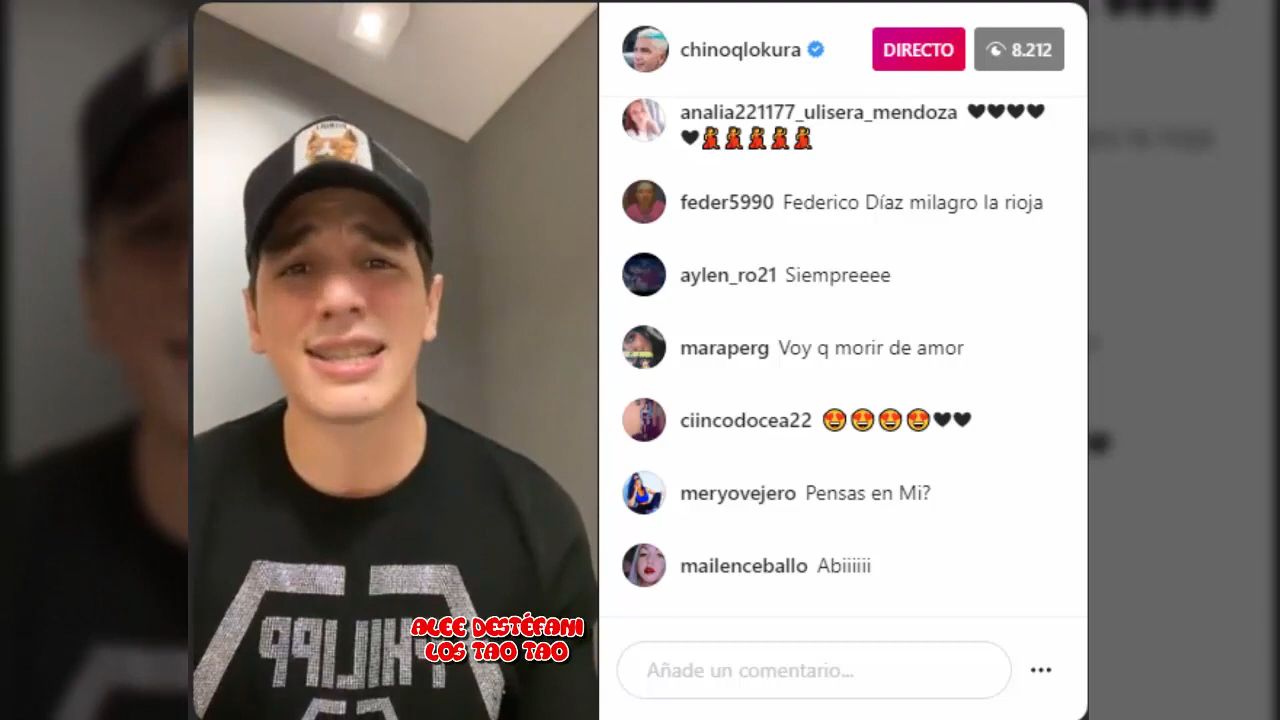 chinoqlokura
DIRECTO
8.212
analia221177_ulisera_mendoza 🖤🖤🖤🖤
🖤💃💃💃💃💃
feder5990 Federico Díaz milagro la rioja
aylen_ro21 Siempreeee
maraperg Voy q morir de amor
ciincodocea22 😍😍😍😍🖤🖤
meryovejero Pensas en Mi?
mailenceballo Abiiiiii
Añade un comentario...
PHILIPP
ALEE DESTÉFANI
LOS TAO TAO